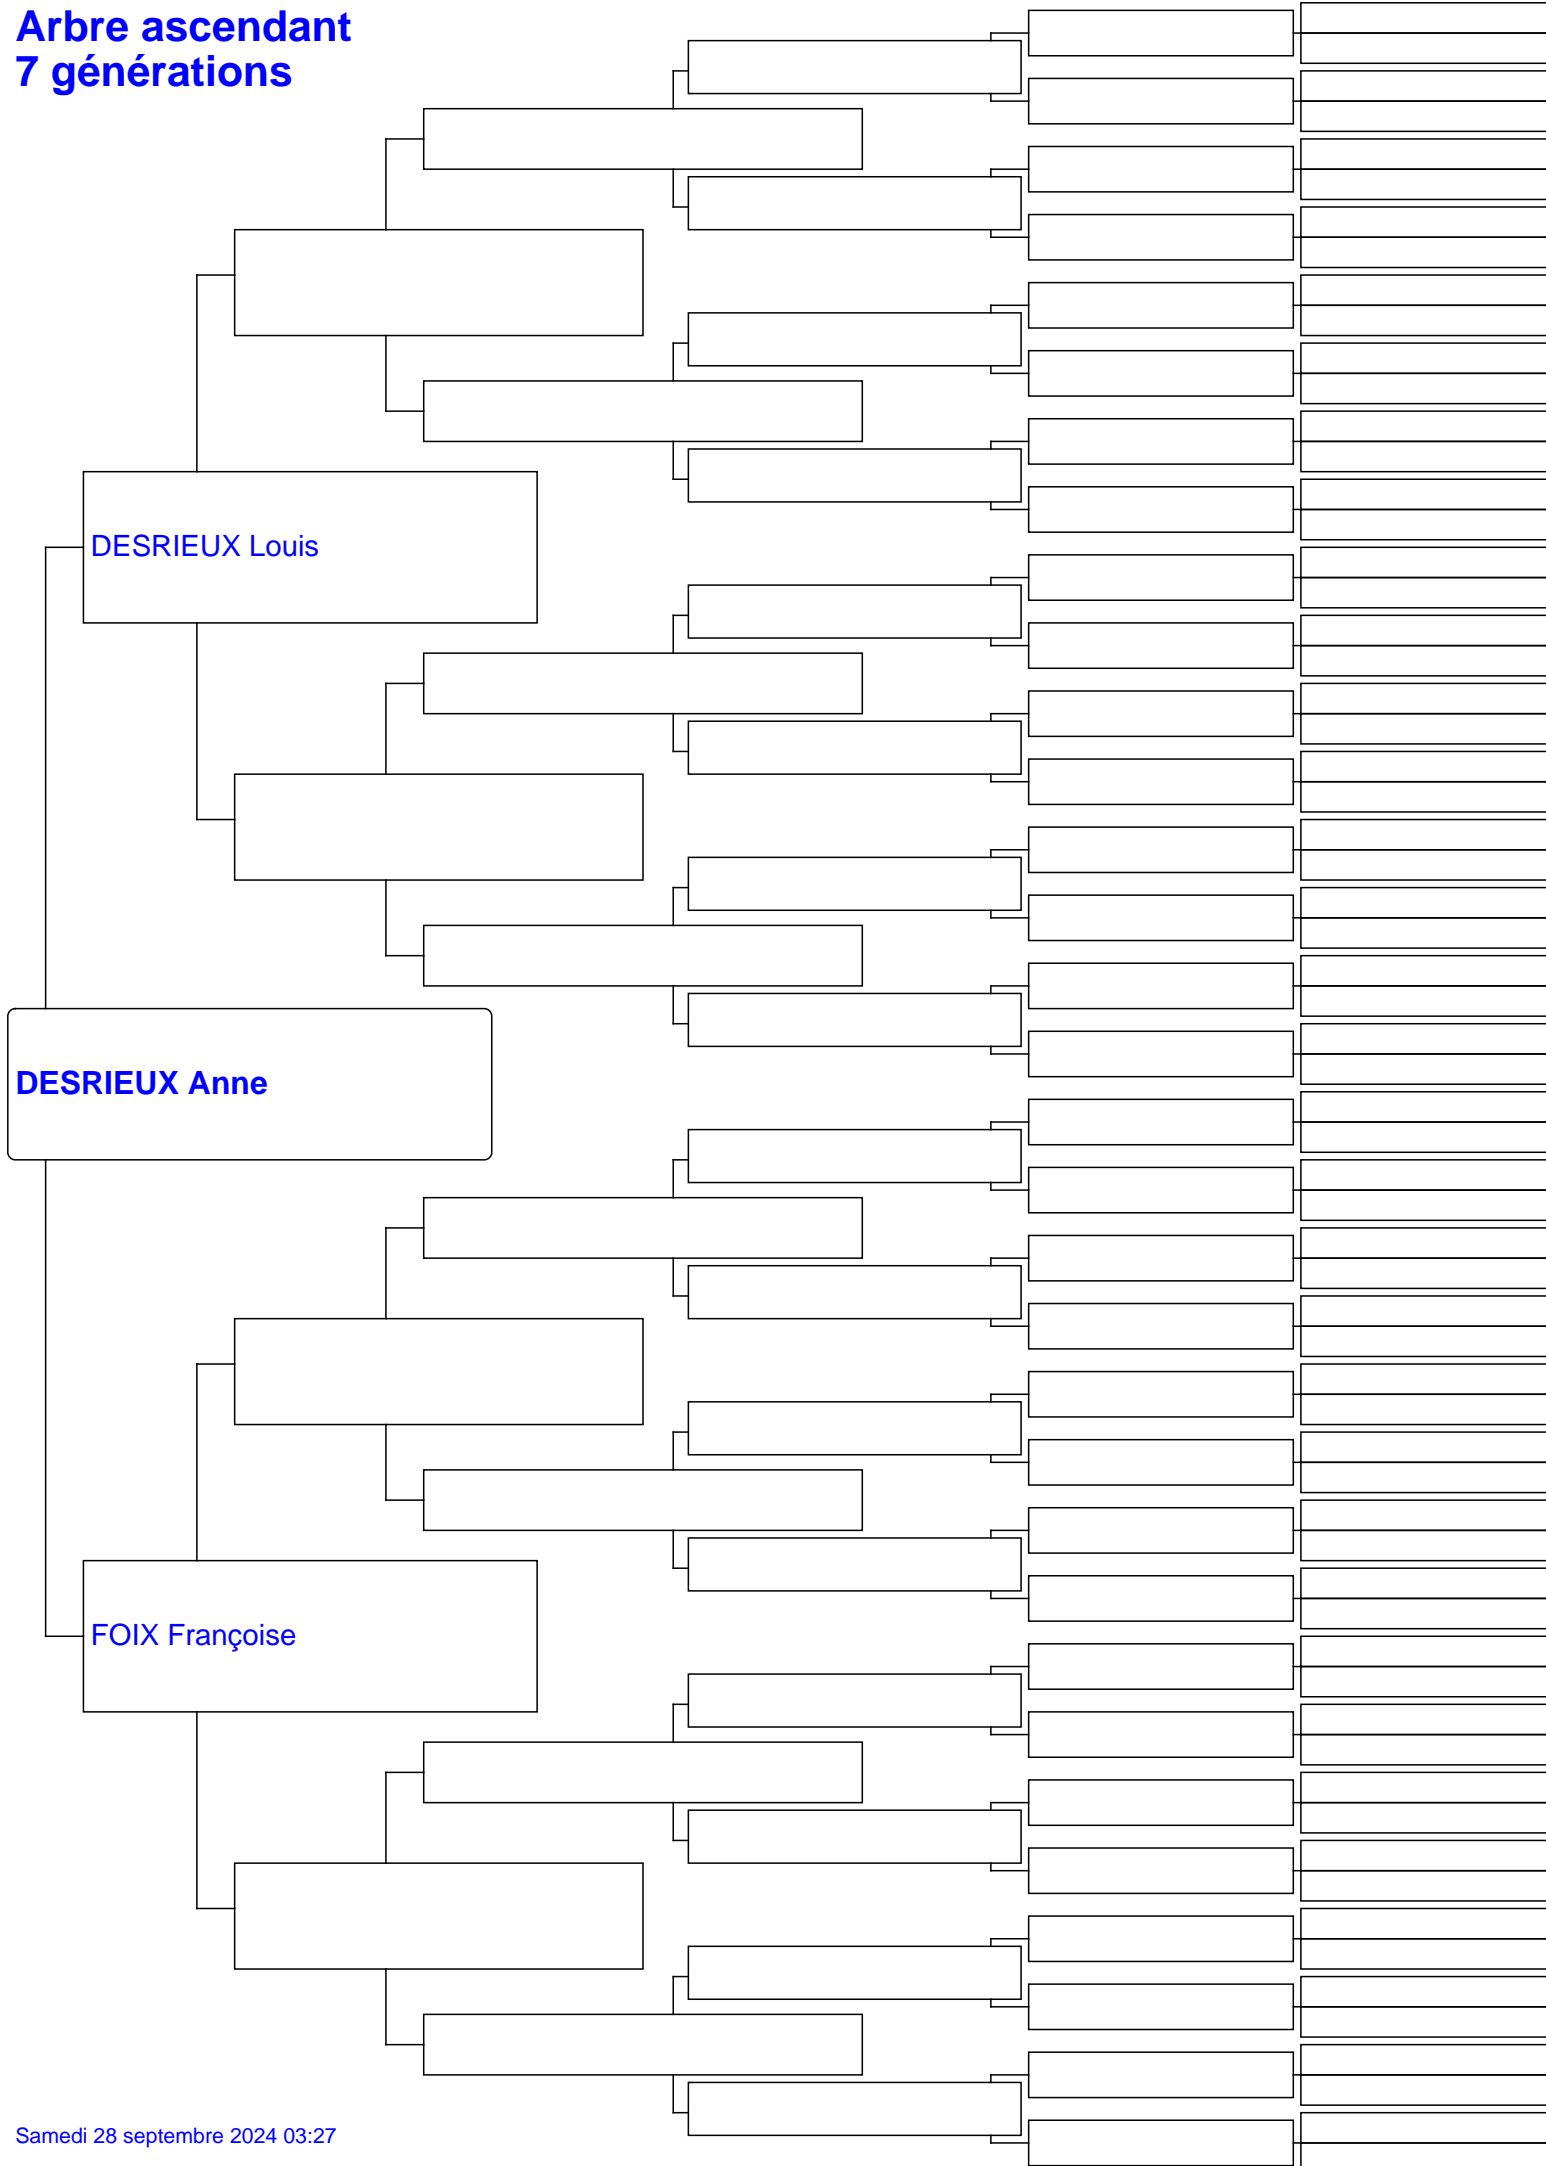 Arbre ascendant
7 générations
DESRIEUX Louis
DESRIEUX Anne
FOIX Françoise
Samedi 28 septembre 2024 03:27